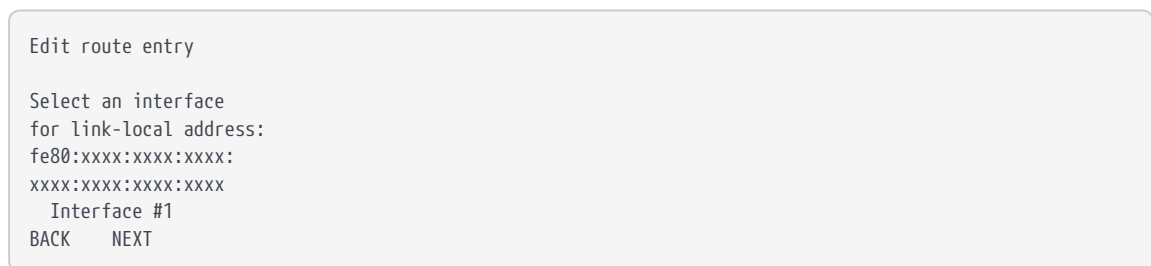 Edit route entry
Select an interface
for link-local address:
fe80:xxxx:xxxx:xxxx:
xxxx:xxxx:xxxx:xxxx
Interface #1
BACK    NEXT